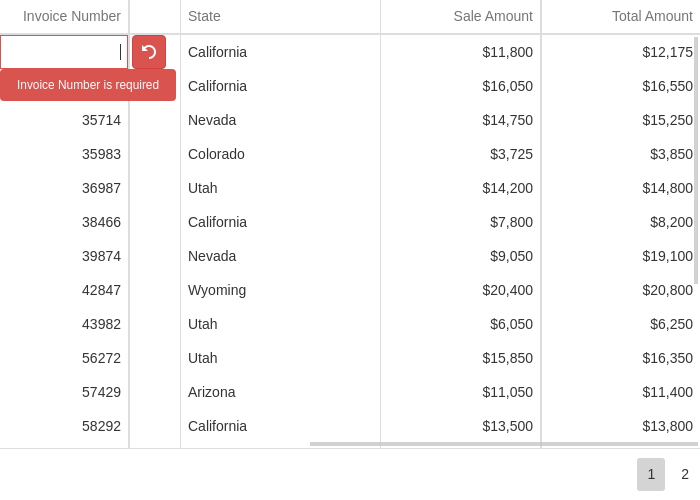 Invoice Number State Sale Amount Total Amount
California $11,800 $12,175
Invoice Number is required California $16,050 $16,550
35714 Nevada $14,750 $15,250
35983 Colorado $3,725 $3,850
36987 Utah $14,200 $14,800
38466 California $7,800 $8,200
39874 Nevada $9,050 $19,100
42847 Wyoming $20,400 $20,800
43982 Utah $6,050 $6,250
56272 Utah $15,850 $16,350
57429 Arizona $11,050 $11,400
58292 California $13,500 $13,800
1 2